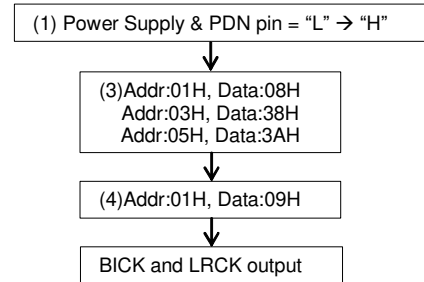 (1) Power Supply & PDN pin = “L” → “H”
(3)Addr:01H, Data:08H
Addr:03H, Data:38H
Addr:05H, Data:3AH
(4)Addr:01H, Data:09H
BICK and LRCK output